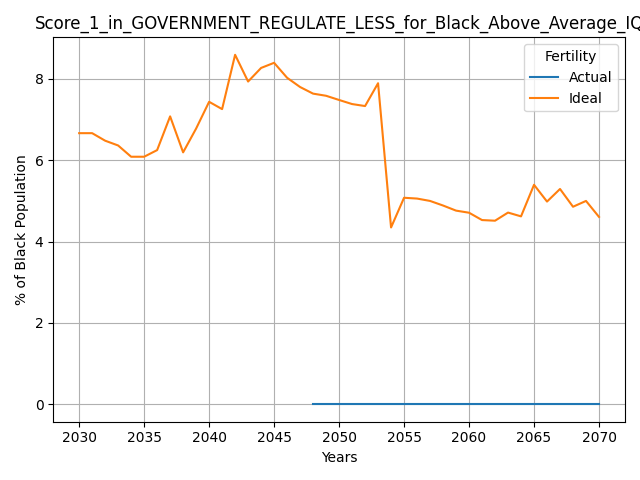 Score_1_in_GOVERNMENT_REGULATE_LESS_for_Black_Above_Average_IQ
Fertility
Actual
Ideal
% of Black Population
8
6
4
2
0
2030 2035 2040 2045 2050 2055 2060 2065 2070
Years